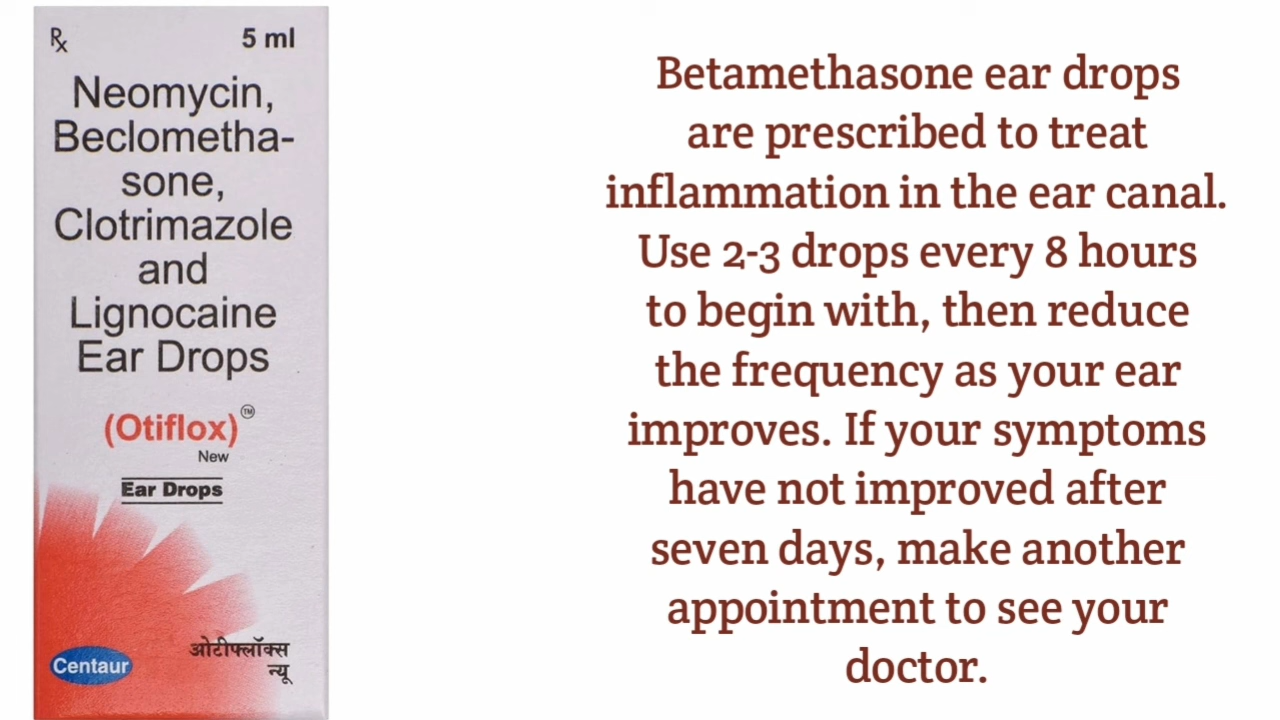 Rx
5 ml
Neomycin,
Beclometha-
sone,
Clotrimazole
and
Lignocaine
Ear Drops
(Otiflox)™
New
Ear Drops
ओटीफ्लॉक्स
न्यू
Centaur
Betamethasone ear drops
are prescribed to treat
inflammation in the ear canal.
Use 2-3 drops every 8 hours
to begin with, then reduce
the frequency as your ear
improves. If your symptoms
have not improved after
seven days, make another
appointment to see your
doctor.